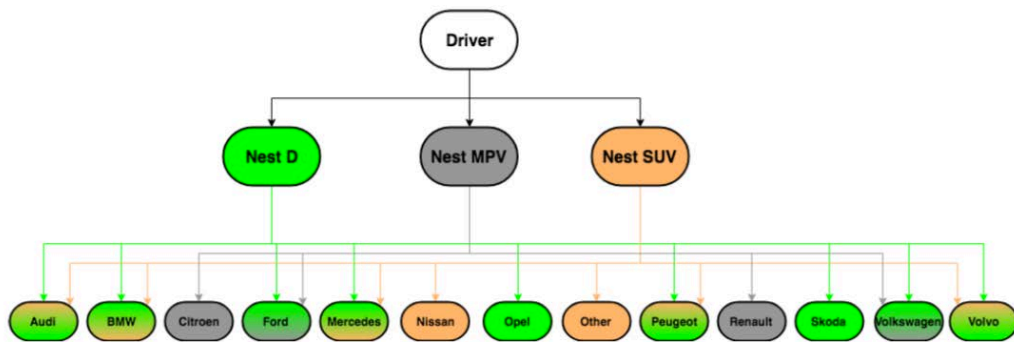 Driver
Nest D Nest MPV Nest SUV
Audi BMW Citroen Ford Mercedes Nissan Opel Other Peugeot Renault Skoda Volkswagen Volvo